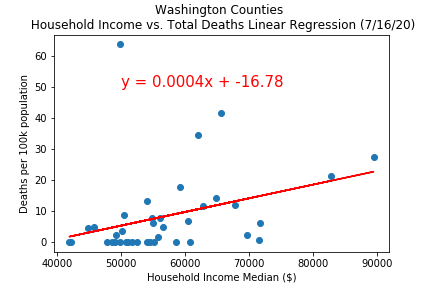 Washington Counties
Household Income vs. Total Deaths Linear Regression (7/16/20)
60
50
40
30
20
10
0
Deaths per 100k population
y = 0.0004x + -16.78
40000 50000 60000 70000 80000 90000
Household Income Median ($)